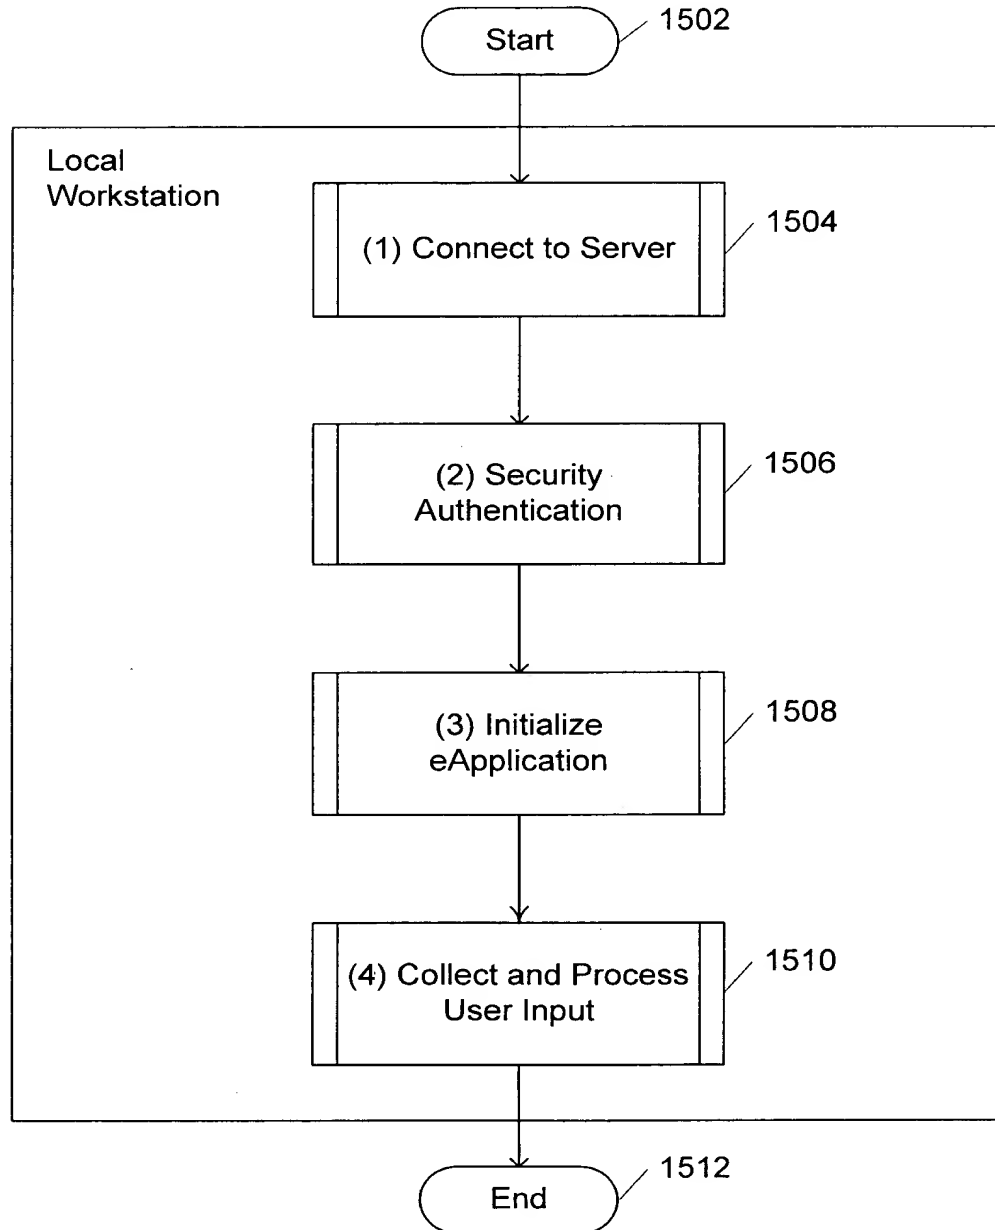 Start
1502
Local
Workstation
(1) Connect to Server
1504
(2) Security
Authentication
1506
(3) Initialize
eApplication
1508
(4) Collect and Process
User Input
1510
End
1512